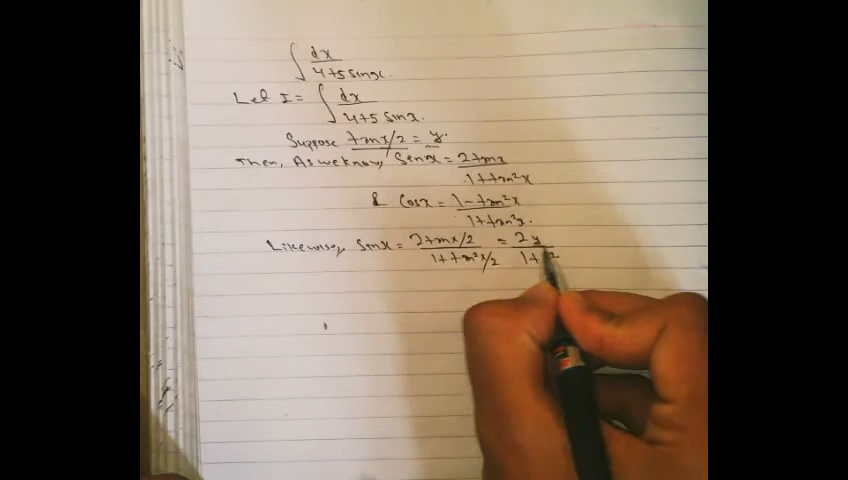 ∫ dx / 4+5 sinx.
Let I = ∫ dx / 4+5 sinx.
Suppose tanx/2 = y.
Then, As we know, Sinx = 2tanx / 1+tan²x
& Cosx = 1-tan²x / 1+tan²x.
Likewise, Sinx = 2tanx/2 / 1+tan²x/2 = 2y / 1+